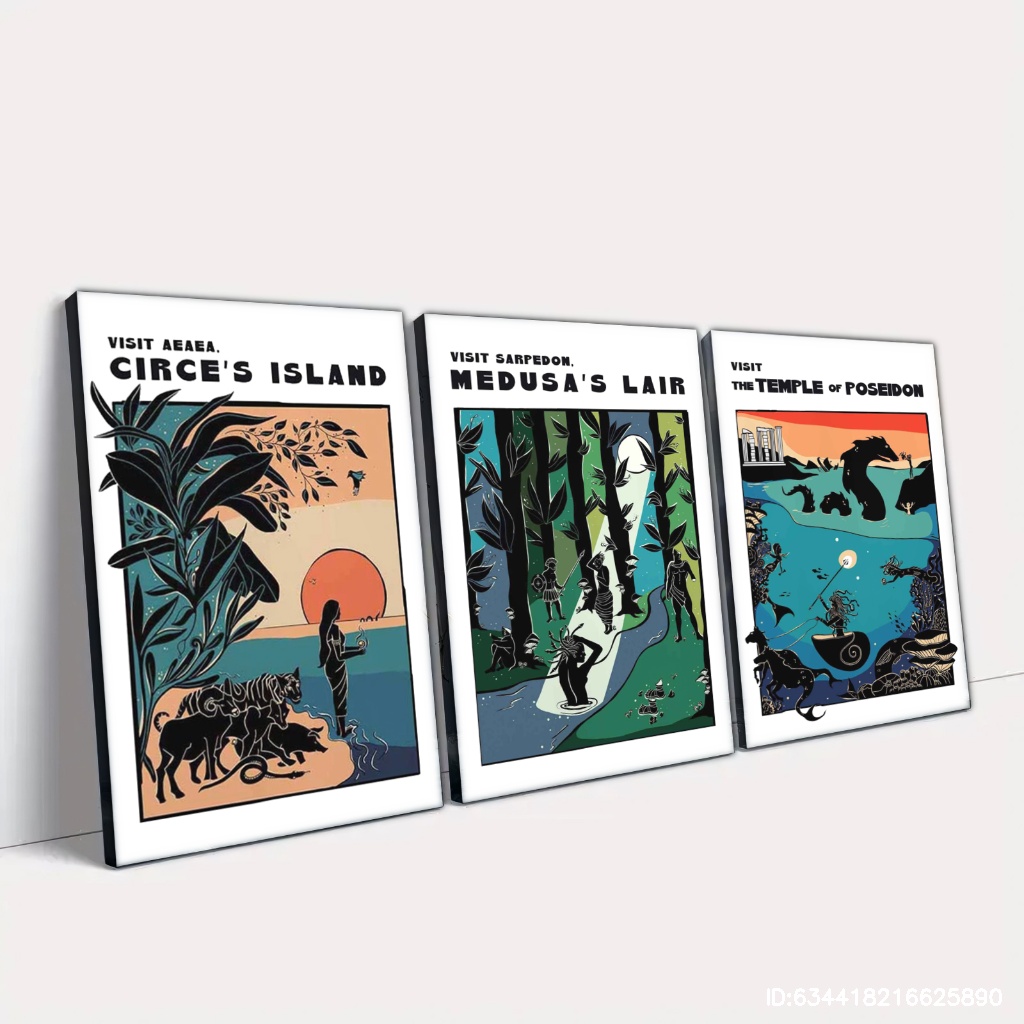 VISIT AEAEA.
CIRCE'S ISLAND
VISIT SARPEDON.
MEDUSA'S LAIR
VISIT
THE TEMPLE OF POSEIDON
ID:634418216625890